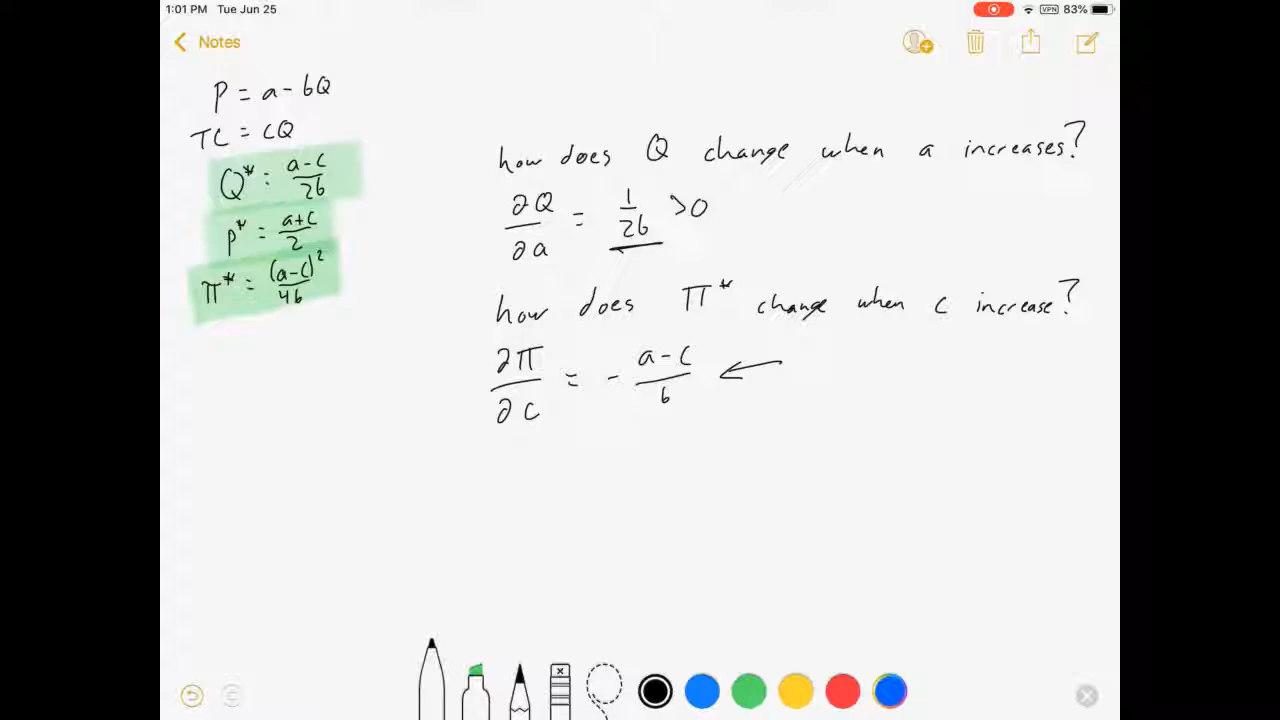 1:01 PM Tue Jun 25
VPN 83%
Notes
P = a - bQ
TC = cQ
Q* = a-c / 2b
P* = a+c / 2
π* = (a-c)² / 4b
how does Q change when a increases?
∂Q / ∂a = 1 / 2b >0
how does π* change when c increase?
∂π / ∂c = - a-c / b ←